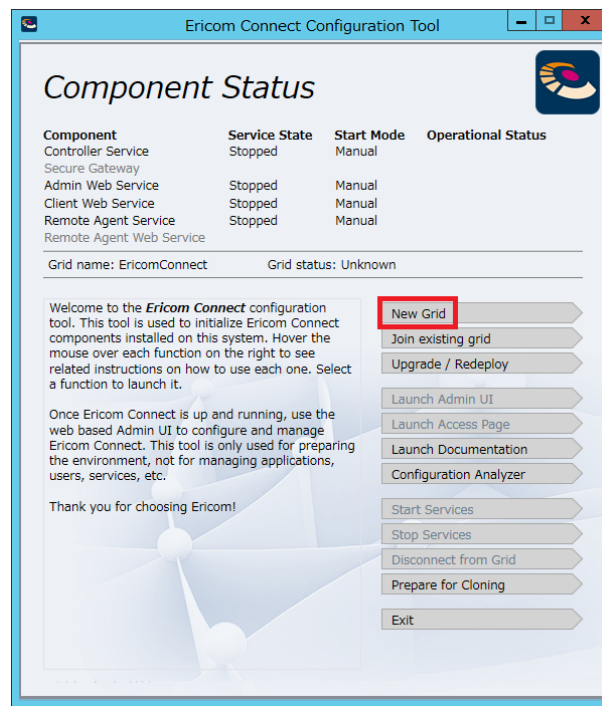 Ericom Connect Configuration Tool
Component Status
Component Service State Start Mode Operational Status
Controller Service Stopped Manual
Secure Gateway
Admin Web Service Stopped Manual
Client Web Service Stopped Manual
Remote Agent Service Stopped Manual
Remote Agent Web Service
Grid name: EricomConnect Grid status: Unknown
Welcome to the Ericom Connect configuration
tool. This tool is used to initialize Ericom Connect
components installed on this system. Hover the
mouse over each function on the right to see
related instructions on how to use each one. Select
a function to launch it.
Once Ericom Connect is up and running, use the
web based Admin UI to configure and manage
Ericom Connect. This tool is only used for preparing
the environment, not for managing applications,
users, services, etc.
Thank you for choosing Ericom!
New Grid
Join existing grid
Upgrade / Redeploy
Launch Admin UI
Launch Access Page
Launch Documentation
Configuration Analyzer
Start Services
Stop Services
Disconnect from Grid
Prepare for Cloning
Exit